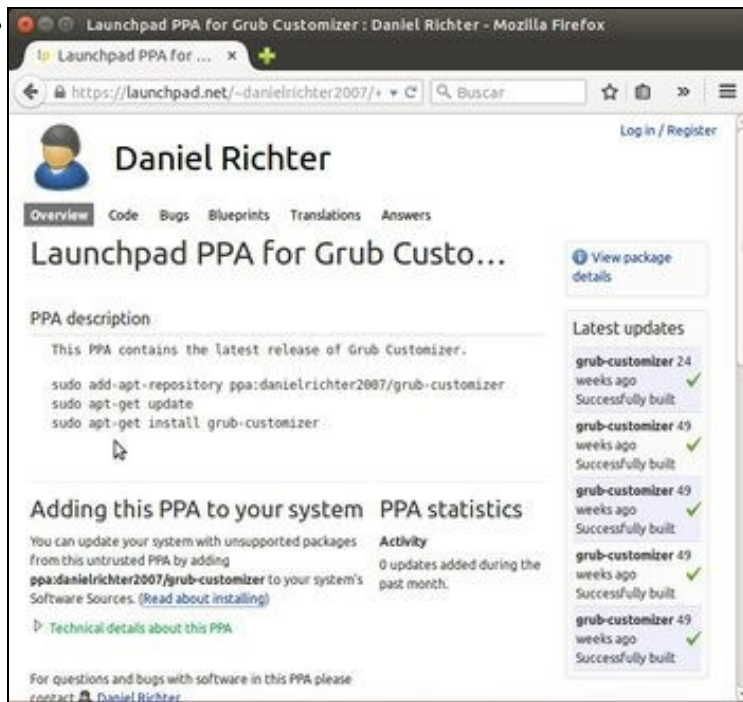 Launchpad PPA for Grub Customizer : Daniel Richter - Mozilla Firefox
Launchpad PPA for ...
https://launchpad.net/~danielrichter2007/+
Buscar
Log in / Register
Daniel Richter
Overview Code Bugs Blueprints Translations Answers
Launchpad PPA for Grub Custo...
PPA description
This PPA contains the latest release of Grub Customizer.
sudo add-apt-repository ppa:danielrichter2007/grub-customizer
sudo apt-get update
sudo apt-get install grub-customizer
Adding this PPA to your system
You can update your system with unsupported packages
from this untrusted PPA by adding
ppa:danielrichter2007/grub-customizer to your system's
Software Sources. (Read about installing)
Technical details about this PPA
For questions and bugs with software in this PPA please
contact Daniel Richter
PPA statistics
Activity
0 updates added during the
past month.
View package
details
Latest updates
grub-customizer 24
weeks ago
Successfully built
grub-customizer 49
weeks ago
Successfully built
grub-customizer 49
weeks ago
Successfully built
grub-customizer 49
weeks ago
Successfully built
grub-customizer 49
weeks ago
Successfully built